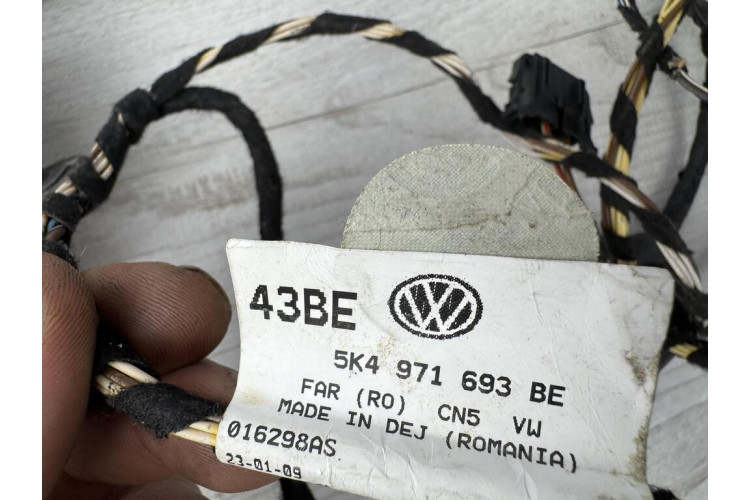 43BE
5K4 971 693 BE
FAR (RO) CN5 VW
MADE IN DEJ (ROMANIA)
016298AS
23-01-09